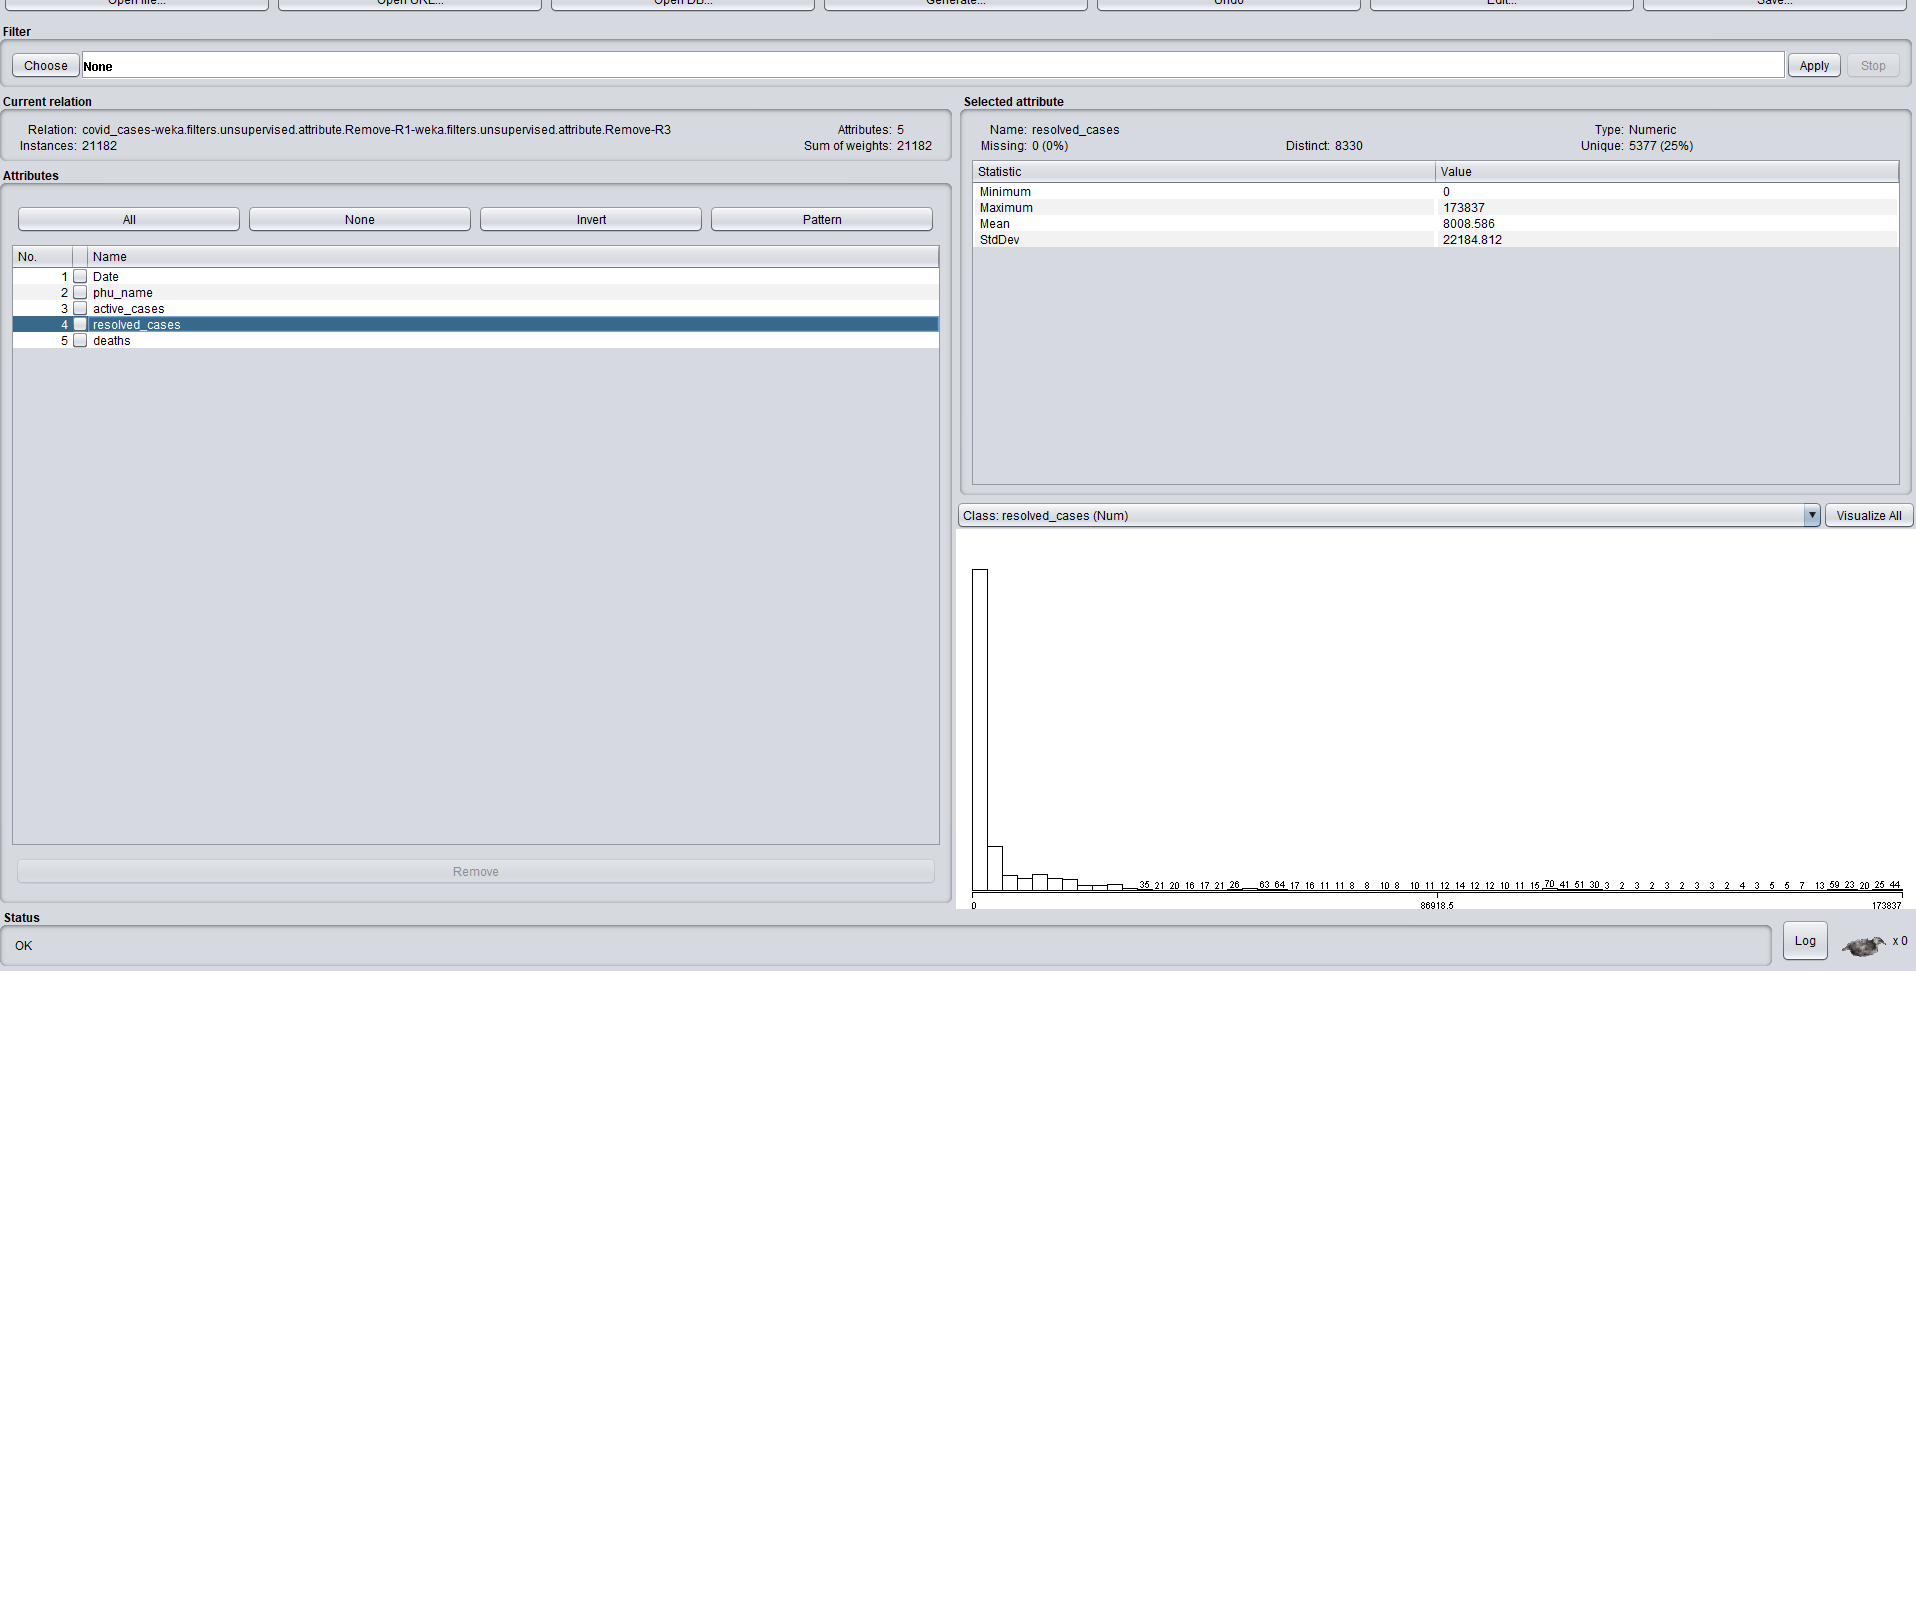 Open file... Open URL... Open DB... Generate... Undo Edit... Save...
Filter
Choose None Apply Stop
Current relation
Relation: covid_cases-weka.filters.unsupervised.attribute.Remove-R1-weka.filters.unsupervised.attribute.Remove-R3 Attributes: 5
Instances: 21182 Sum of weights: 21182
Attributes
All None Invert Pattern
No. Name
1 Date
2 phu_name
3 active_cases
4 resolved_cases
5 deaths
Remove
Selected attribute
Name: resolved_cases Type: Numeric
Missing: 0 (0%) Distinct: 8330 Unique: 5377 (25%)
Statistic Value
Minimum 0
Maximum 173837
Mean 8008.586
StdDev 22184.812
Class: resolved_cases (Num) Visualize All
35 21 20 16 17 21 26 63 64 17 16 11 11 8 8 10 8 10 11 12 14 12 12 10 11 15 70 41 51 30 3 2 3 2 3 2 3 3 2 4 3 5 5 7 13 59 23 20 25 44
0 86918.5 173837
Status
OK Log x 0